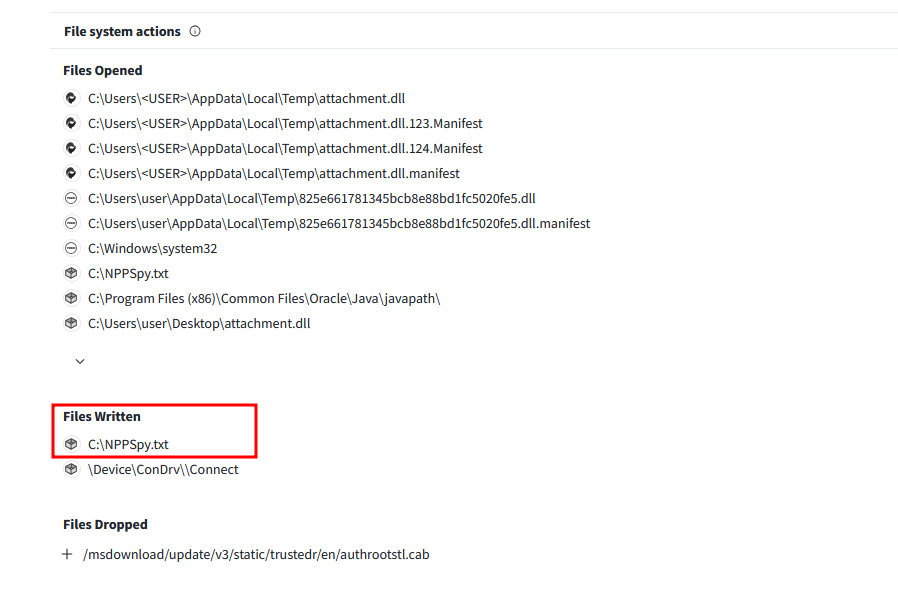 File system actions
Files Opened
C:\Users\<USER>\AppData\Local\Temp\attachment.dll
C:\Users\<USER>\AppData\Local\Temp\attachment.dll.123.Manifest
C:\Users\<USER>\AppData\Local\Temp\attachment.dll.124.Manifest
C:\Users\<USER>\AppData\Local\Temp\attachment.dll.manifest
C:\Users\user\AppData\Local\Temp\825e661781345bcb8e88bd1fc5020fe5.dll
C:\Users\user\AppData\Local\Temp\825e661781345bcb8e88bd1fc5020fe5.dll.manifest
C:\Windows\system32
C:\NPPSpy.txt
C:\Program Files (x86)\Common Files\Oracle\Java\javapath\
C:\Users\user\Desktop\attachment.dll
Files Written
C:\NPPSpy.txt
\Device\ConDrv\\Connect
Files Dropped
/msdownload/update/v3/static/trustedr/en/authrootstl.cab